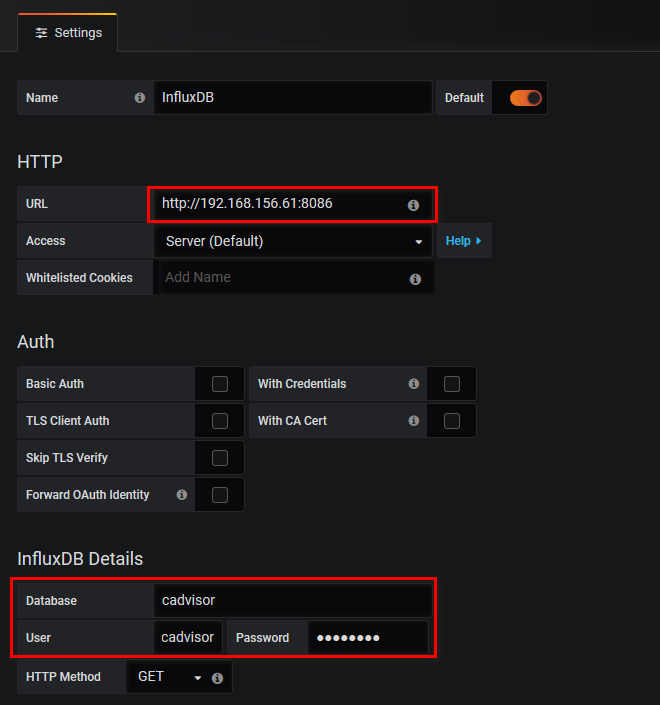 Settings
Name InfluxDB Default
HTTP
URL http://192.168.156.61:8086
Access Server (Default) Help
Whitelisted Cookies Add Name
Auth
Basic Auth With Credentials
TLS Client Auth With CA Cert
Skip TLS Verify
Forward OAuth Identity
InfluxDB Details
Database cadvisor
User cadvisor Password ●●●●●●●●
HTTP Method GET